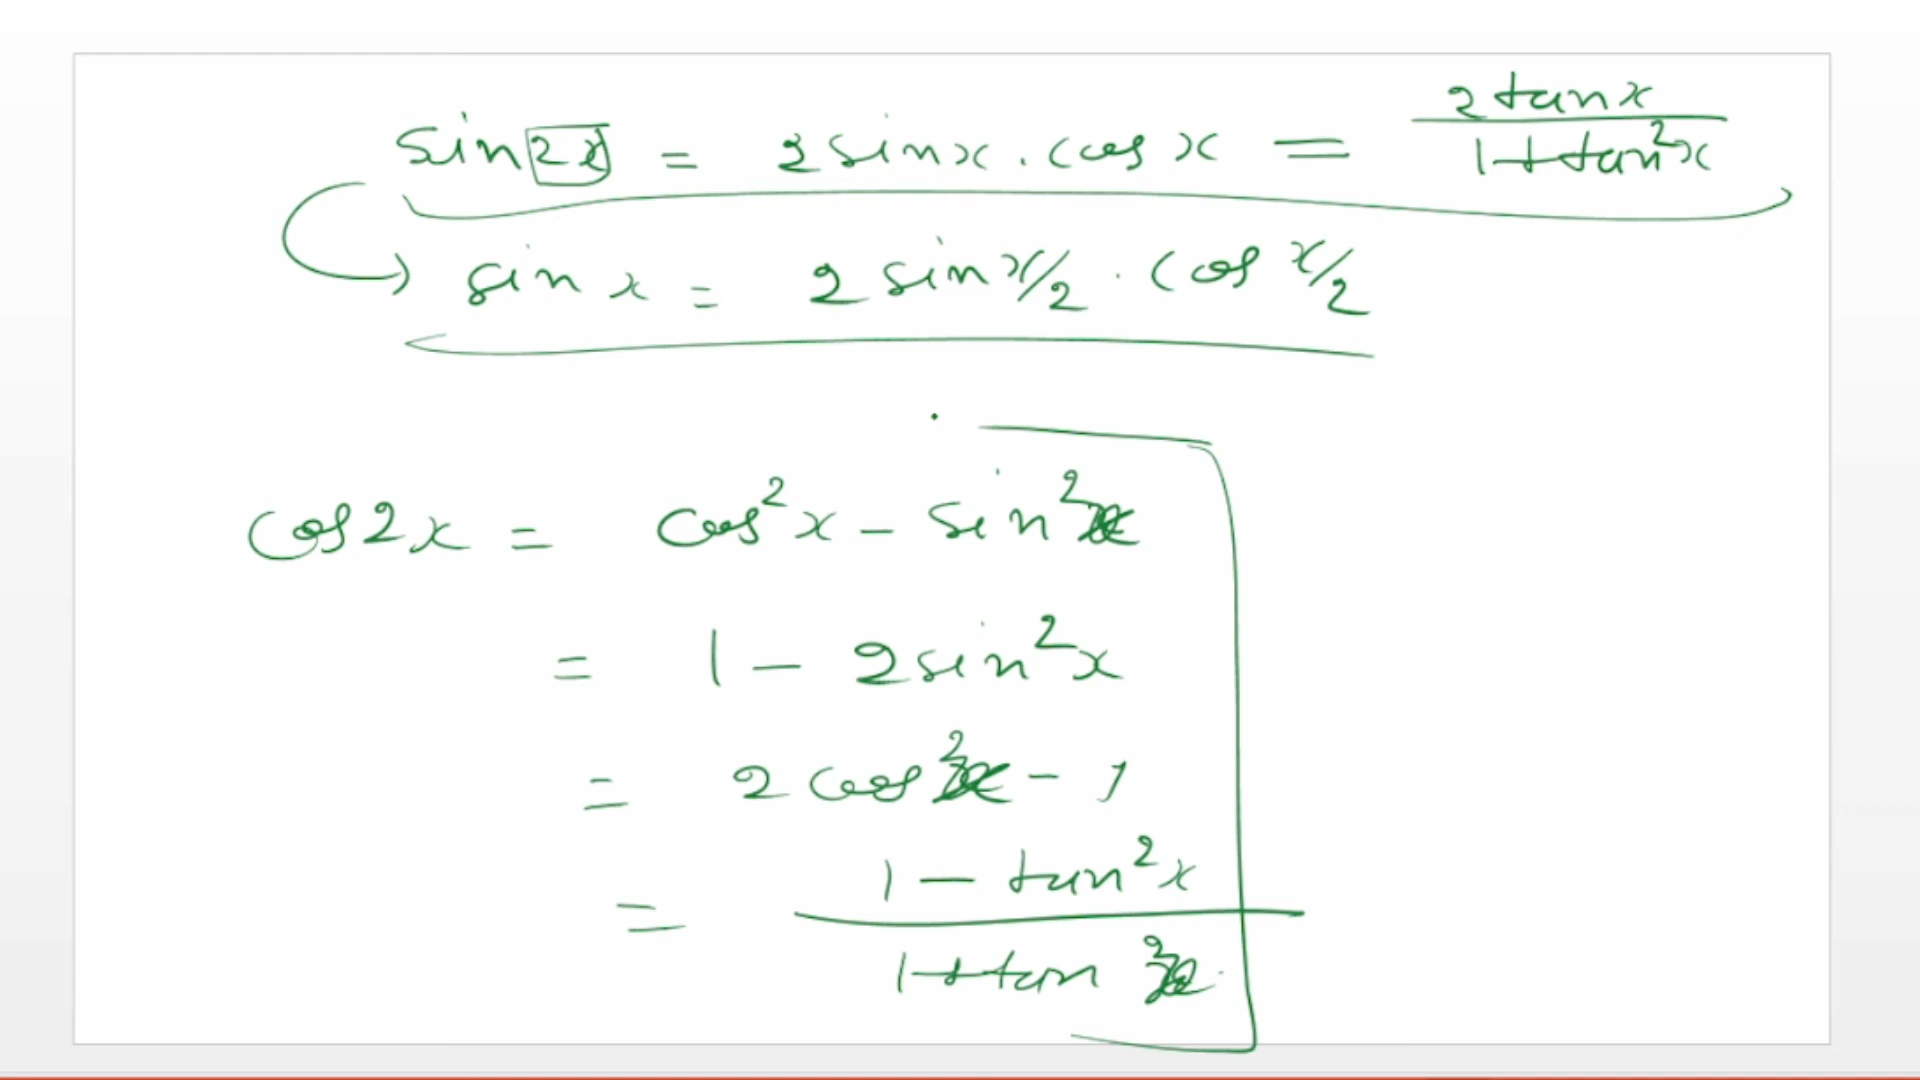 sin2x = 2sinx.cosx = 2tanx/1+tan²x
sinx = 2sinx/2.cosx/2
cos2x = cos²x - sin²x
= 1 - 2sin²x
= 2cos²x - 1
= 1 - tan²x/1+tan²x